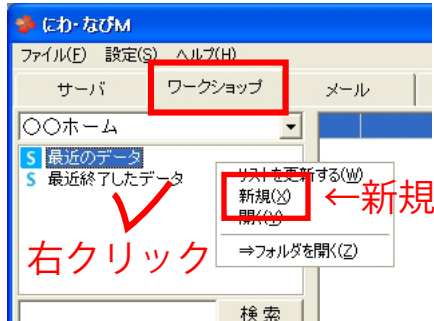 にわ・なびM
ファイル(F) 設定(S) ヘルプ(H)
サーバ ワークショップ メール
〇〇ホーム
S 最近のデータ
S 最近終了したデータ
リストを更新する(W)
新規(X)
開く(Y)
⇒フォルダを開く(Z)
←新規
右クリック
検索